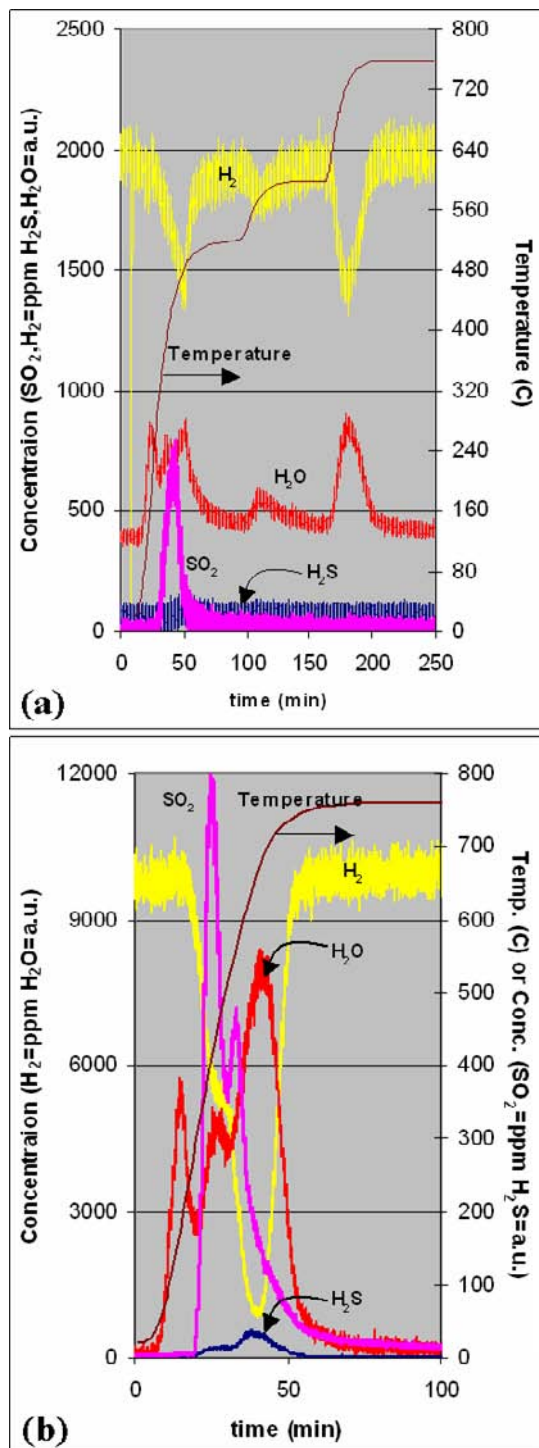 Concentraion (SO₂,H₂=ppm H₂S,H₂O=a.u.)
2500
2000
1500
1000
500
0
800
720
640
560
480
400
320
240
160
80
0
Temperature (C)
H₂
Temperature
H₂O
SO₂
H₂S
0 50 100 150 200 250
time (min)
(a)
Concentraion (H₂=ppm H₂O=a.u.)
12000
9000
6000
3000
0
800
700
600
500
400
300
200
100
0
Temp. (C) or Conc. (SO₂=ppm H₂S=a.u.)
SO₂ Temperature
H₂
H₂O
H₂S
0 50 100
time (min)
(b)